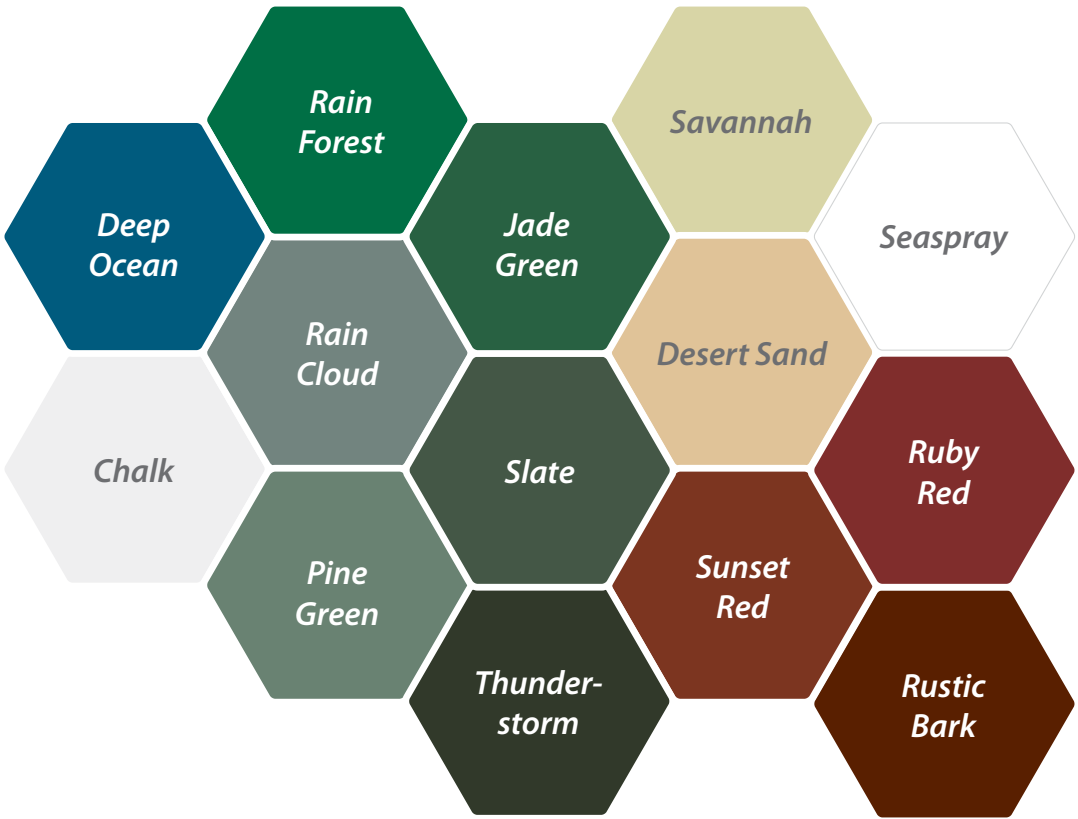 Rain
Forest
Savannah
Deep
Ocean
Jade
Green
Seaspray
Rain
Cloud
Desert Sand
Chalk
Slate
Ruby
Red
Pine
Green
Sunset
Red
Thunder-
storm
Rustic
Bark